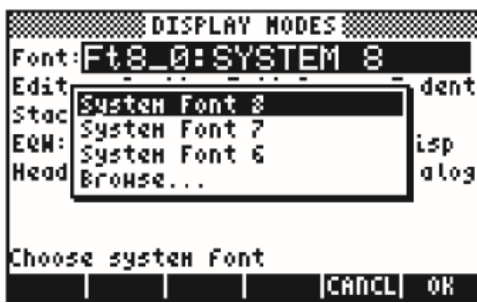 DISPLAY MODES
Font:Ft8_0:SYSTEM 8
Edit dent
Stac
EQW: isp
Head alog
System Font 8
System Font 7
System Font 6
Browse...
Choose system font
CANCL OK